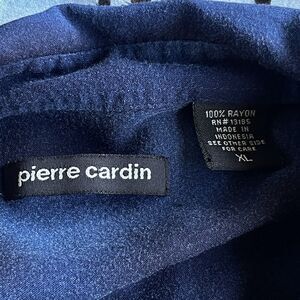 pierre cardin
100% RAYON
RN#13185
MADE IN
INDONESIA
SEE OTHER SIDE
FOR CARE
XL